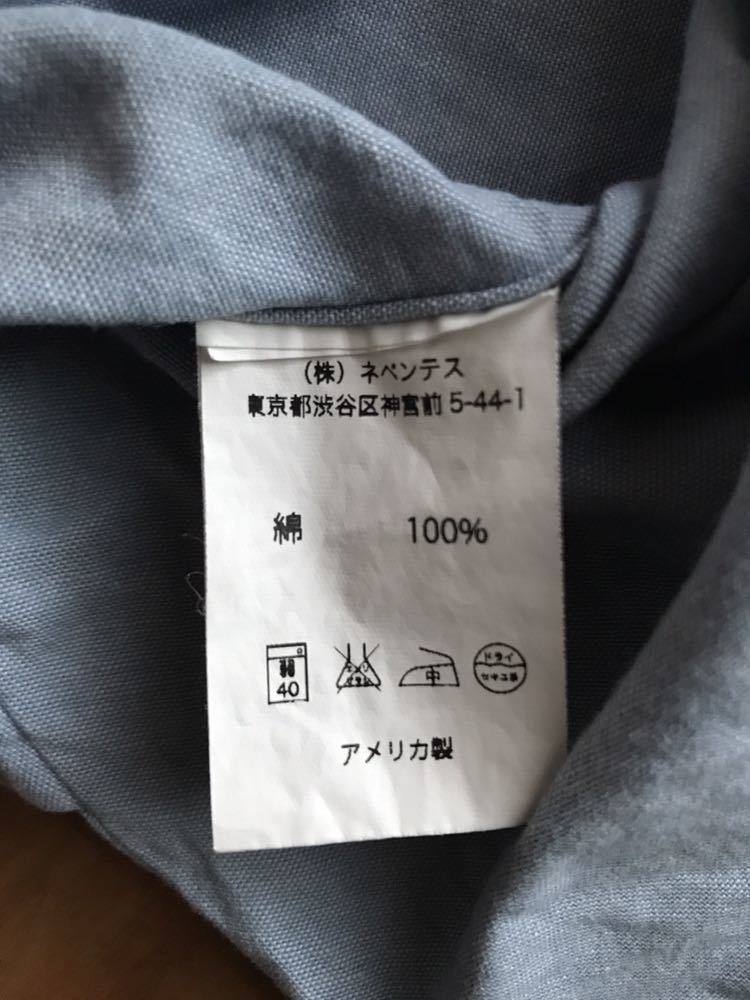 (株) ネペンテス
東京都渋谷区神宮前 5-44-1
綿 100%
40 中 ドライ
アメリカ製